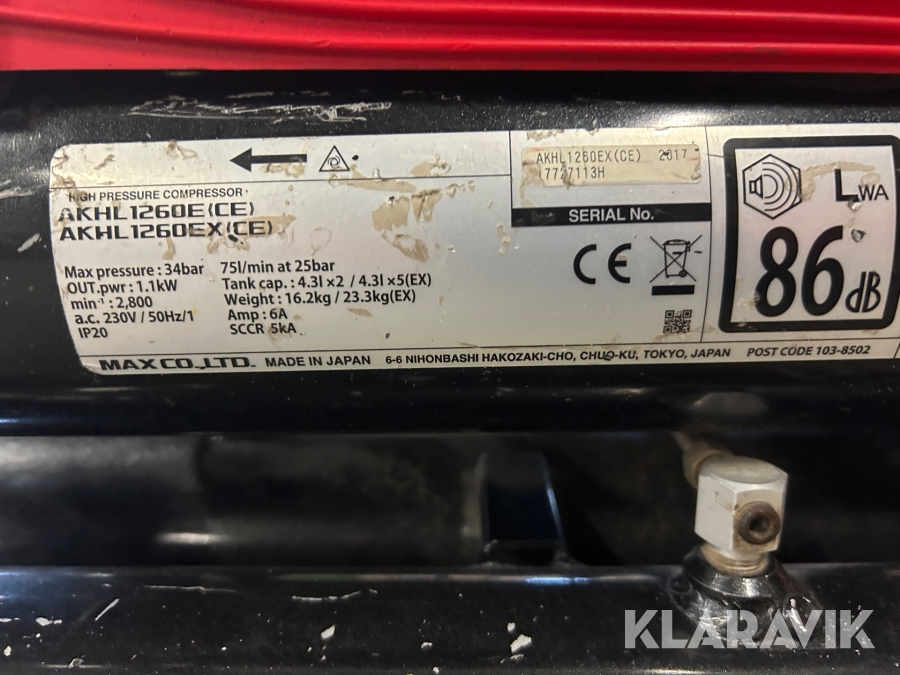 HIGH PRESSURE COMPRESSOR
AKHL1260E(CE)
AKHL1260EX(CE)
Max pressure : 34bar 75l/min at 25bar
OUT.pwr : 1.1kW Tank cap. : 4.3l ×2 / 4.3l ×5(EX)
min⁻¹ : 2,800 Weight : 16.2kg / 23.3kg(EX)
a.c. 230V / 50Hz/1 Amp : 6A
IP20 SCCR 5kA
AKHL1260EX(CE) 2017
7727113H
SERIAL No.
CE
LWA
86dB
MAX CO.,LTD. MADE IN JAPAN 6-6 NIHONBASHI HAKOZAKI-CHO, CHUO-KU, TOKYO, JAPAN POST CODE 103-8502
KLARAVIK